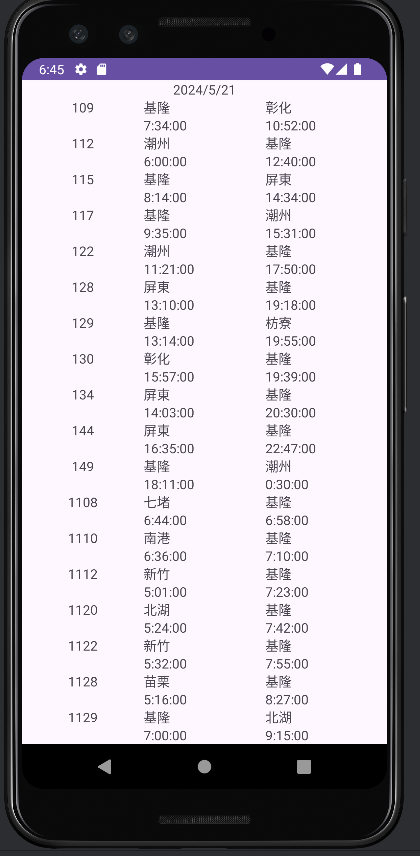 6:45
2024/5/21
109 基隆 彰化
7:34:00 10:52:00
112 潮州 基隆
6:00:00 12:40:00
115 基隆 屏東
8:14:00 14:34:00
117 基隆 潮州
9:35:00 15:31:00
122 潮州 基隆
11:21:00 17:50:00
128 屏東 基隆
13:10:00 19:18:00
129 基隆 枋寮
13:14:00 19:55:00
130 彰化 基隆
15:57:00 19:39:00
134 屏東 基隆
14:03:00 20:30:00
144 屏東 基隆
16:35:00 22:47:00
149 基隆 潮州
18:11:00 0:30:00
1108 七堵 基隆
6:44:00 6:58:00
1110 南港 基隆
6:36:00 7:10:00
1112 新竹 基隆
5:01:00 7:23:00
1120 北湖 基隆
5:24:00 7:42:00
1122 新竹 基隆
5:32:00 7:55:00
1128 苗栗 基隆
5:16:00 8:27:00
1129 基隆 北湖
7:00:00 9:15:00